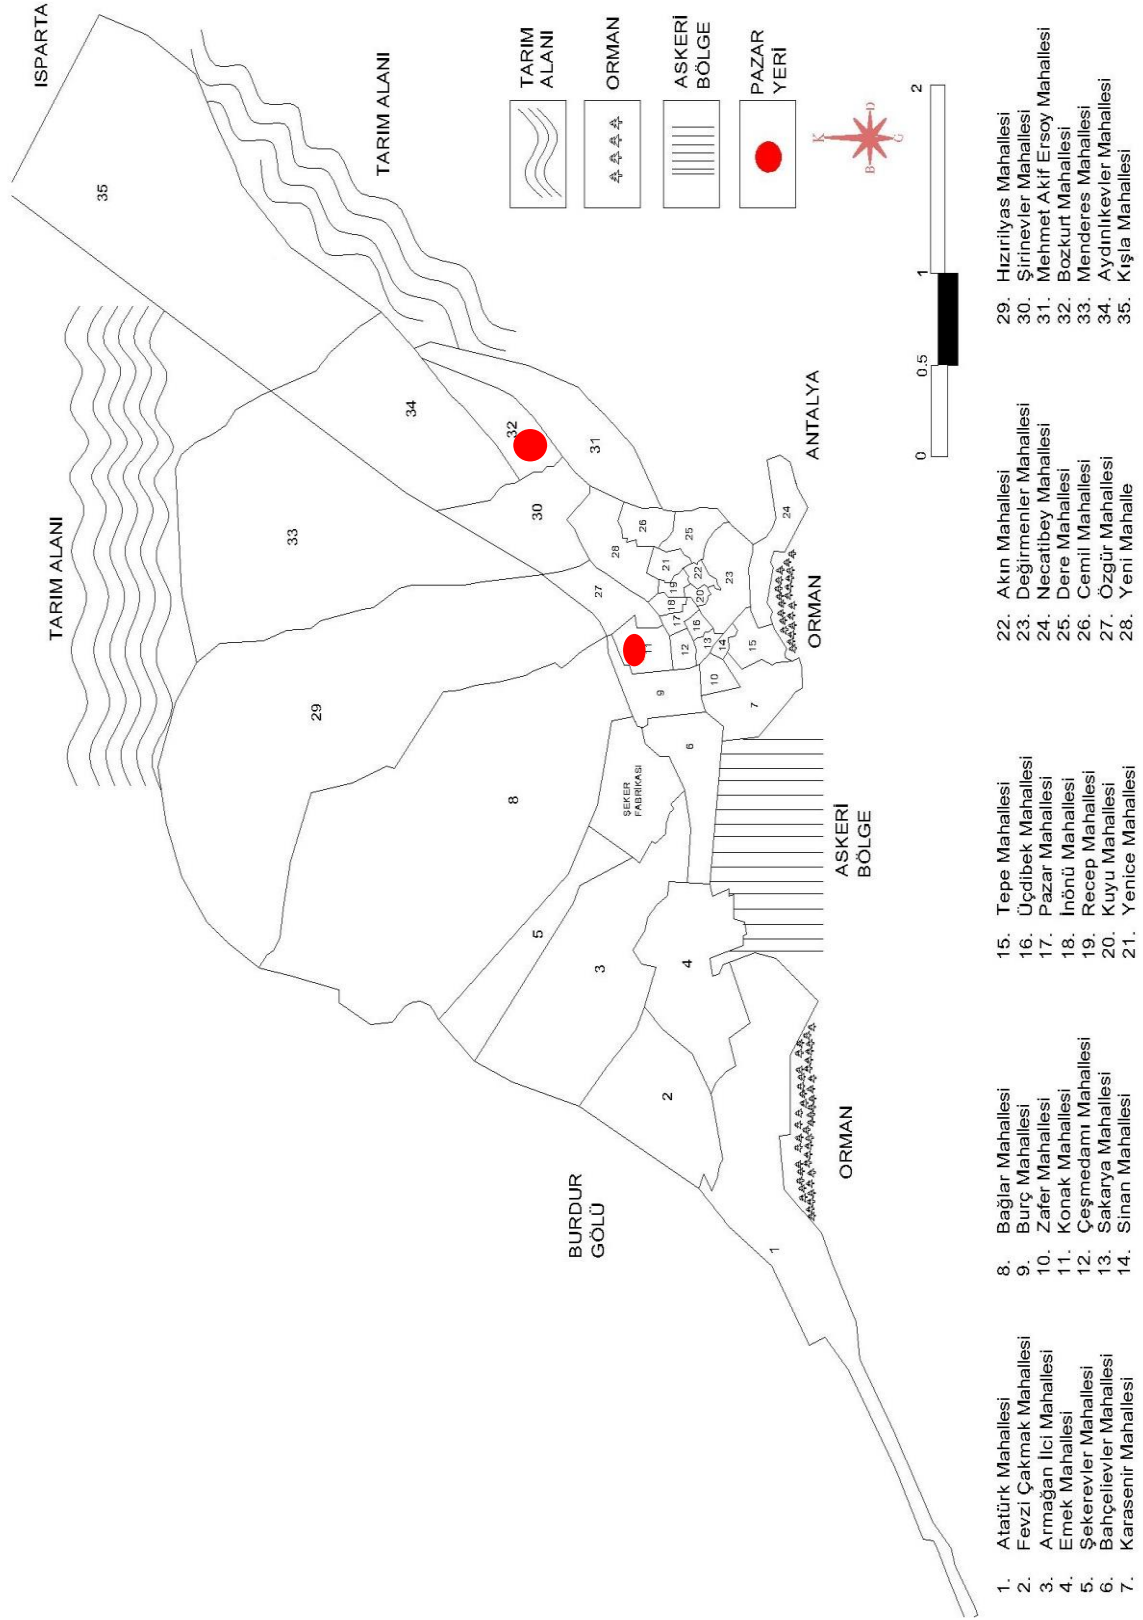 ISPARTA
TARIM ALANI
TARIM ALANI
BURDUR
GÖLÜ
ANTALYA
ORMAN
ASKERİ
BÖLGE
ORMAN
ŞEKER
FABRİKASI
1
2
3
4
5
6
7
8
9
10
11
12
13
14
15
16
17
18
19
20
21
22
23
24
25
26
27
28
29
30
31
32
33
34
35
TARIM
ALANI
ORMAN
ASKERİ
BÖLGE
PAZAR
YERİ
K
B
D
G
0
0.5
1
2
1. Atatürk Mahallesi
2. Fevzi Çakmak Mahallesi
3. Armağan İlci Mahallesi
4. Emek Mahallesi
5. Şekerevler Mahallesi
6. Bahçelievler Mahallesi
7. Karasenir Mahallesi
8. Bağlar Mahallesi
9. Burç Mahallesi
10. Zafer Mahallesi
11. Konak Mahallesi
12. Çeşmedamı Mahallesi
13. Sakarya Mahallesi
14. Sinan Mahallesi
15. Tepe Mahallesi
16. Üçdibek Mahallesi
17. Pazar Mahallesi
18. İnönü Mahallesi
19. Recep Mahallesi
20. Kuyu Mahallesi
21. Yenice Mahallesi
22. Akın Mahallesi
23. Değirmenler Mahallesi
24. Necatibey Mahallesi
25. Dere Mahallesi
26. Cemil Mahallesi
27. Özgür Mahallesi
28. Yeni Mahalle
29. Hızırilyas Mahallesi
30. Şirinevler Mahallesi
31. Mehmet Akif Ersoy Mahallesi
32. Bozkurt Mahallesi
33. Menderes Mahallesi
34. Aydınlıkevler Mahallesi
35. Kışla Mahallesi